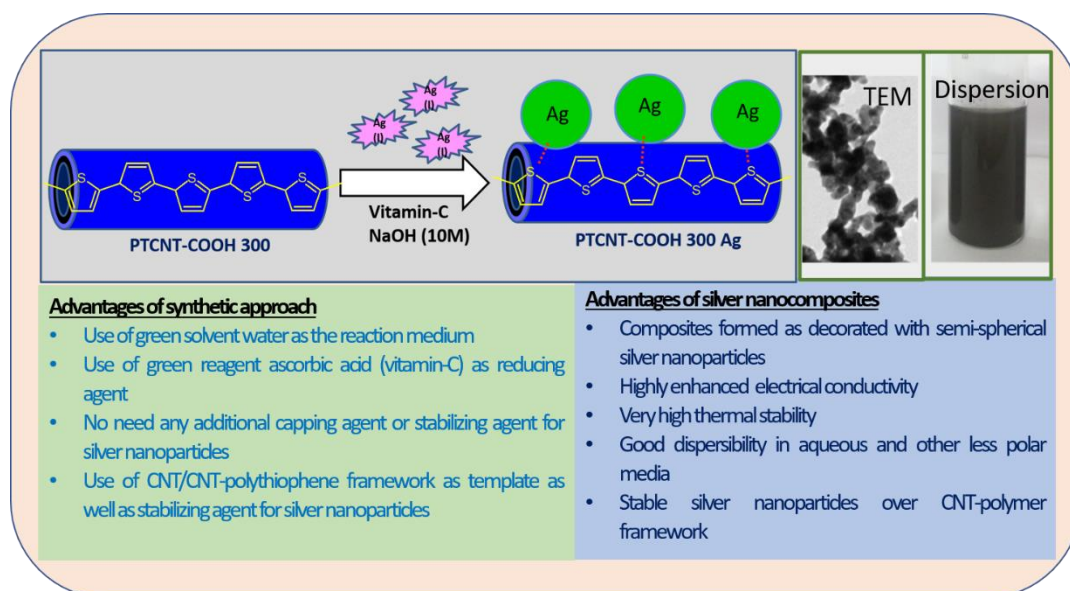 Ag
(I)
Ag
(I)
Ag
(I)
Ag
Ag
Ag
TEM
Dispersion
S
S
S
S
S
S
S
S
S
S
Vitamin-C
NaOH (10M)
PTCNT-COOH 300
PTCNT-COOH 300 Ag
Advantages of synthetic approach
• Use of green solvent water as the reaction medium
• Use of green reagent ascorbic acid (vitamin-C) as reducing
agent
• No need any additional capping agent or stabilizing agent for
silver nanoparticles
• Use of CNT/CNT-polythiophene framework as template as
well as stabilizing agent for silver nanoparticles
Advantages of silver nanocomposites
• Composites formed as decorated with semi-spherical
silver nanoparticles
• Highly enhanced electrical conductivity
• Very high thermal stability
• Good dispersibility in aqueous and other less polar
media
• Stable silver nanoparticles over CNT-polymer
framework